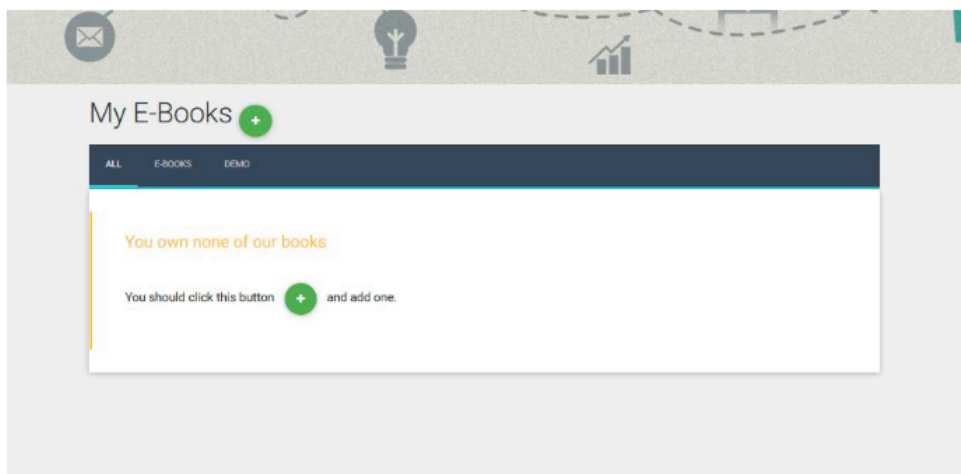 My E-Books +
ALL E-BOOKS DEMO
You own none of our books
You should click this button + and add one.